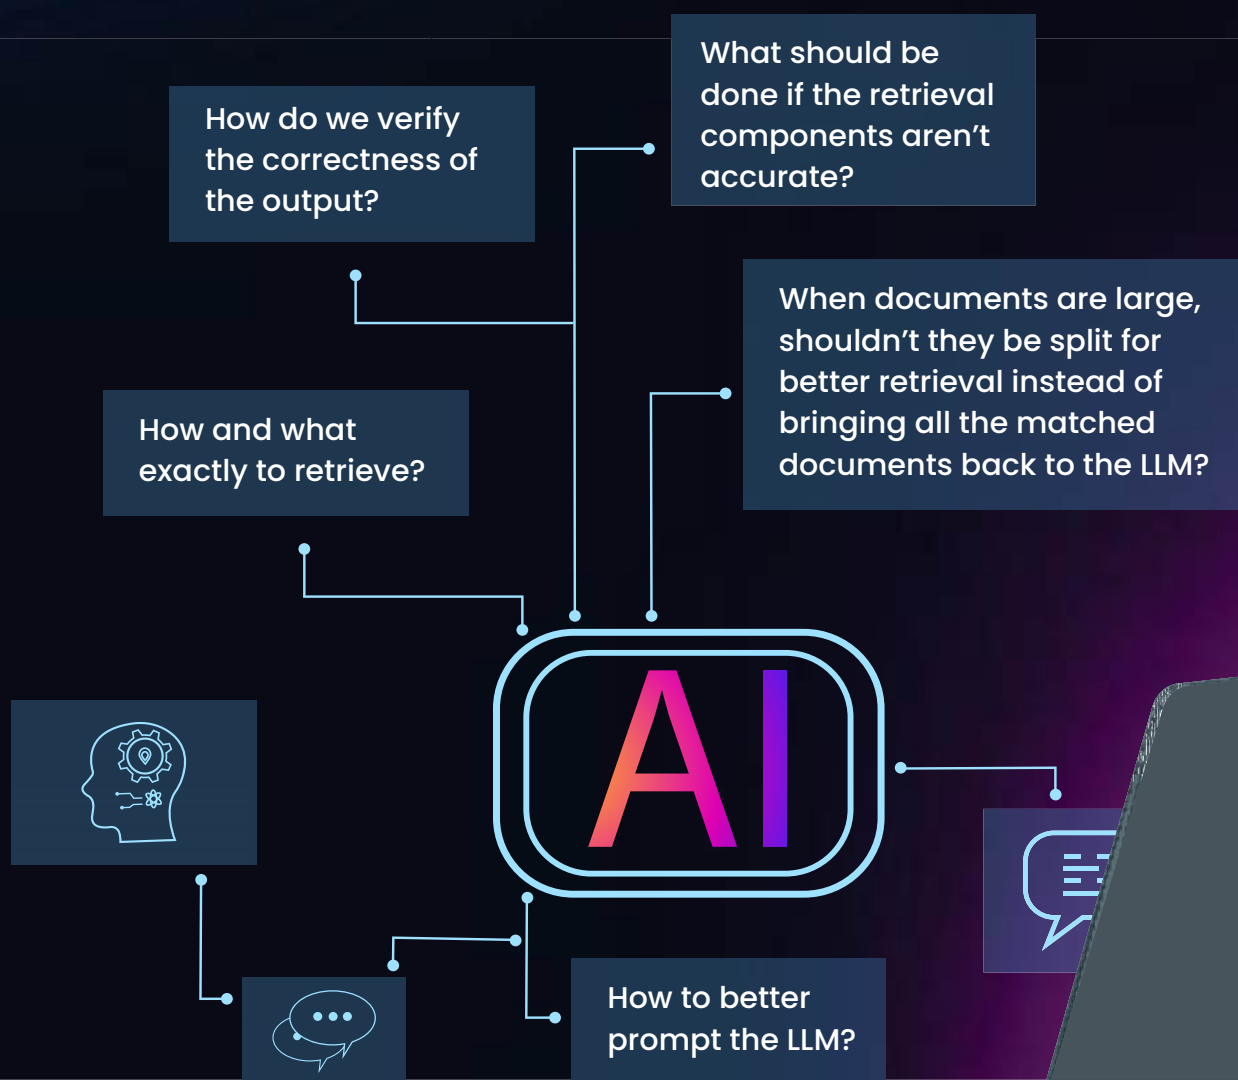 What should be
done if the retrieval
components aren't
accurate?
How do we verify
the correctness of
the output?
When documents are large,
shouldn't they be split for
better retrieval instead of
bringing all the matched
documents back to the LLM?
How and what
exactly to retrieve?
AI
How to better
prompt the LLM?